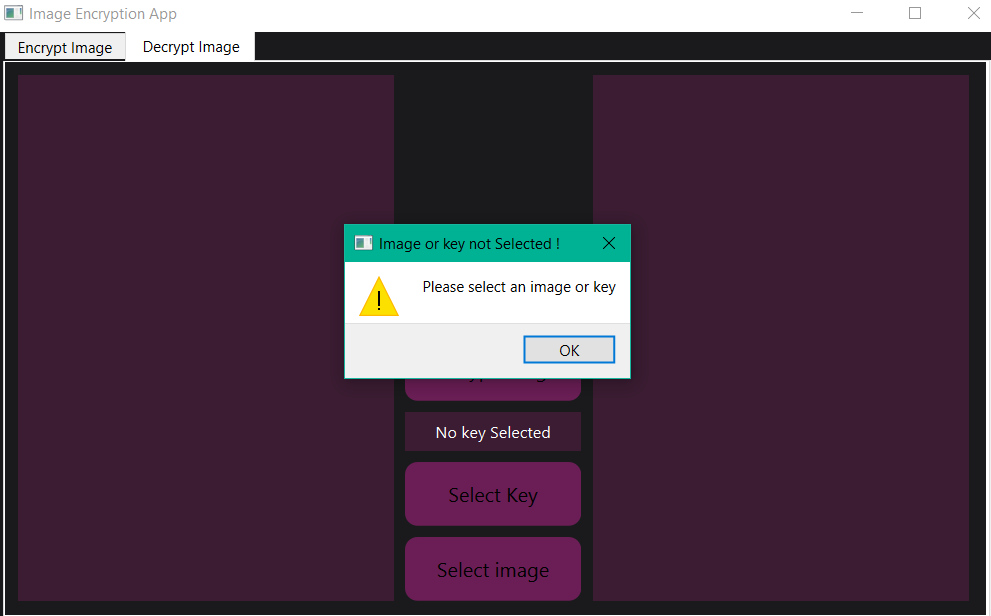 Image Encryption App
Encrypt Image
Decrypt Image
Image or key not Selected !
Please select an image or key
OK
No key Selected
Select Key
Select image